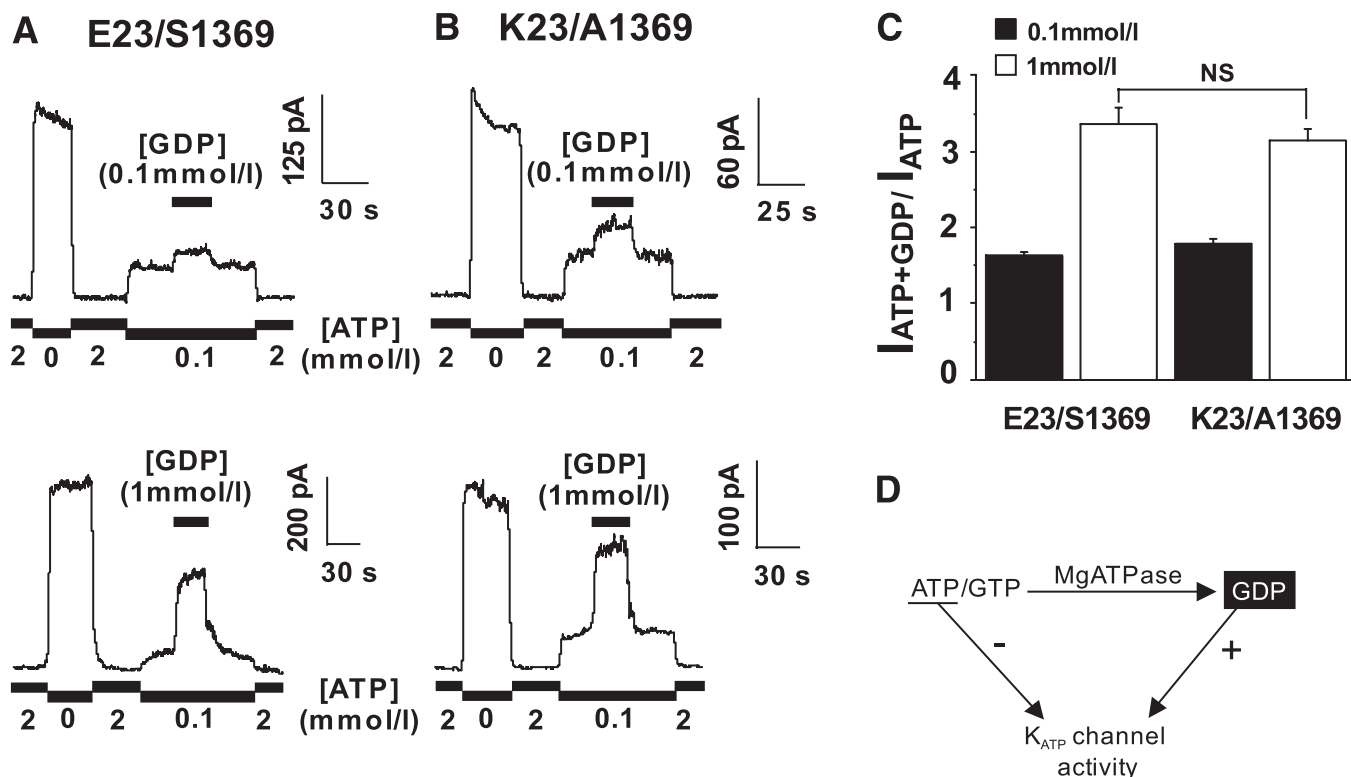 A
E23/S1369
[GDP]
(0.1mmol/l)
125 pA
30 s
[ATP]
(mmol/l)
2 0 2 0.1 2
B
K23/A1369
[GDP]
(0.1mmol/l)
60 pA
25 s
2 0 2 0.1 2
[GDP]
(1mmol/l)
200 pA
30 s
[ATP]
(mmol/l)
2 0 2 0.1 2
[GDP]
(1mmol/l)
100 pA
30 s
2 0 2 0.1 2
C
0.1mmol/l
1mmol/l
NS
IATP+GDP/ IATP
4
3
2
1
0
E23/S1369 K23/A1369
D
ATP/GTP MgATPase GDP
- +
KATP channel
activity